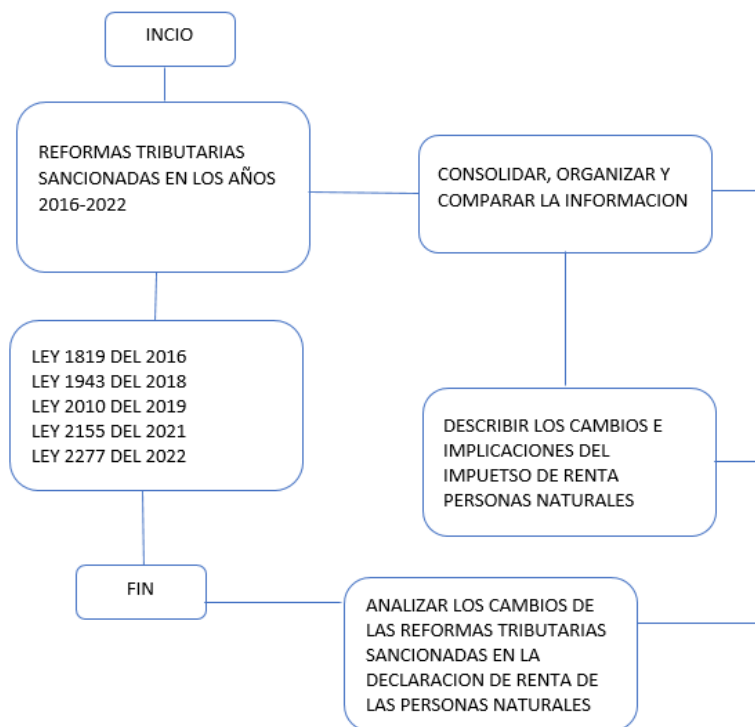 INCIO
REFORMAS TRIBUTARIAS
SANCIONADAS EN LOS AÑOS
2016-2022
CONSOLIDAR, ORGANIZAR Y
COMPARAR LA INFORMACION
LEY 1819 DEL 2016
LEY 1943 DEL 2018
LEY 2010 DEL 2019
LEY 2155 DEL 2021
LEY 2277 DEL 2022
DESCRIBIR LOS CAMBIOS E
IMPLICACIONES DEL
IMPUETSO DE RENTA
PERSONAS NATURALES
FIN
ANALIZAR LOS CAMBIOS DE
LAS REFORMAS TRIBUTARIAS
SANCIONADAS EN LA
DECLARACION DE RENTA DE
LAS PERSONAS NATURALES